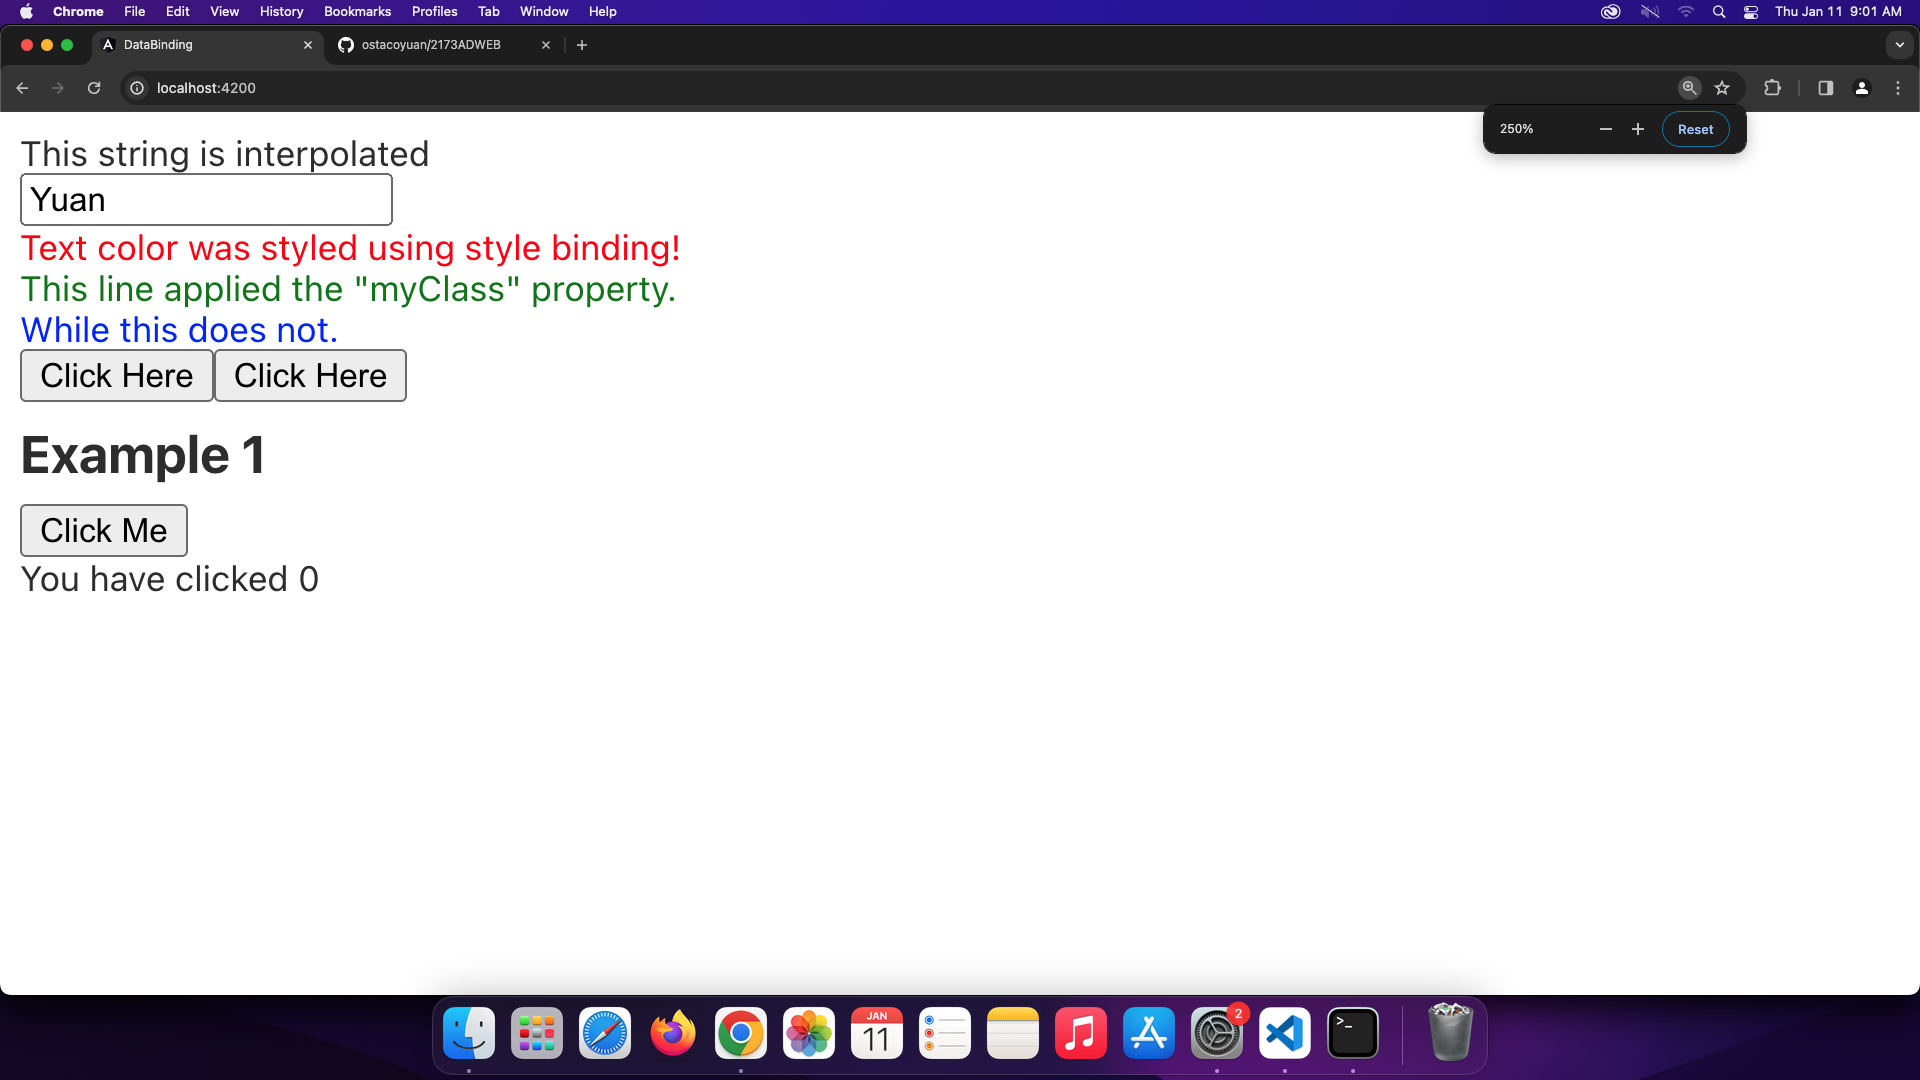 Chrome File Edit View History Bookmarks Profiles Tab Window Help Thu Jan 11 9:01 AM
DataBinding ostacoyuan/2173ADWEB
localhost:4200
250% Reset
This string is interpolated
Yuan
Text color was styled using style binding!
This line applied the "myClass" property.
While this does not.
Click Here Click Here
Example 1
Click Me
You have clicked 0
JAN
11
2
>_